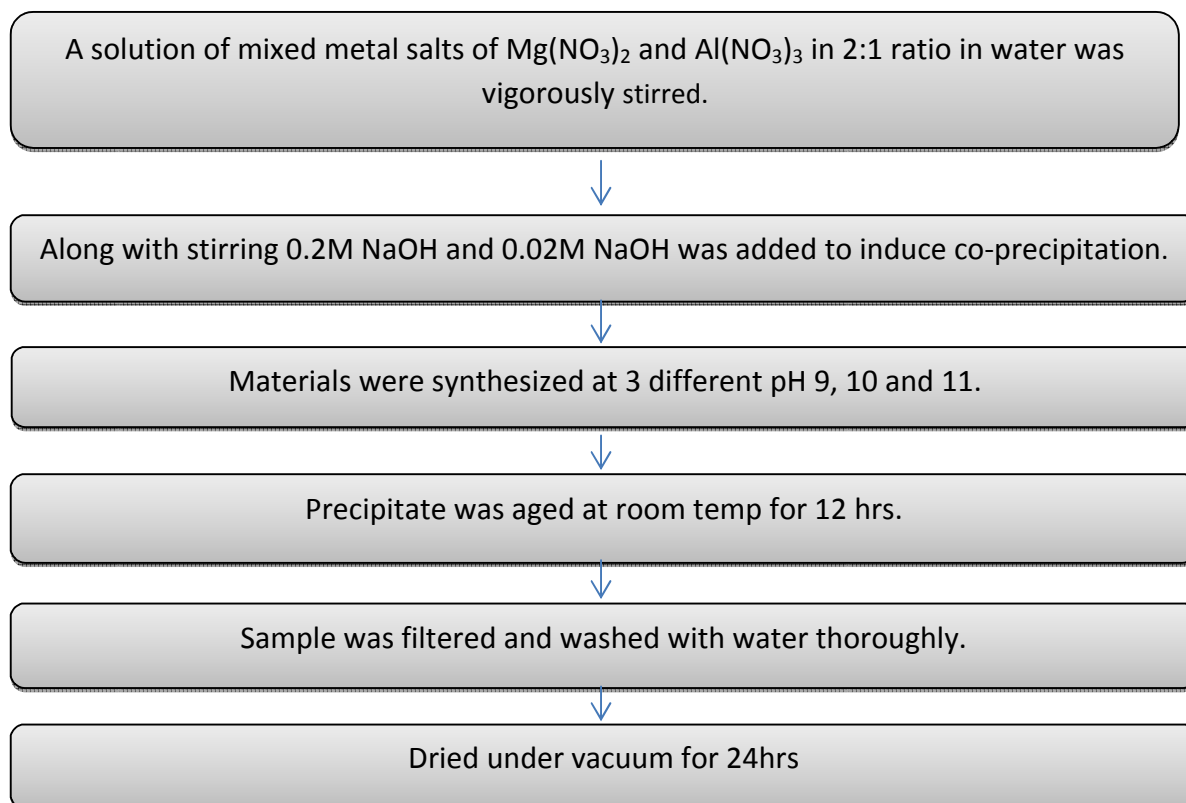 A solution of mixed metal salts of Mg(NO₃)₂ and Al(NO₃)₃ in 2:1 ratio in water was
vigorously stirred.
Along with stirring 0.2M NaOH and 0.02M NaOH was added to induce co-precipitation.
Materials were synthesized at 3 different pH 9, 10 and 11.
Precipitate was aged at room temp for 12 hrs.
Sample was filtered and washed with water thoroughly.
Dried under vacuum for 24hrs